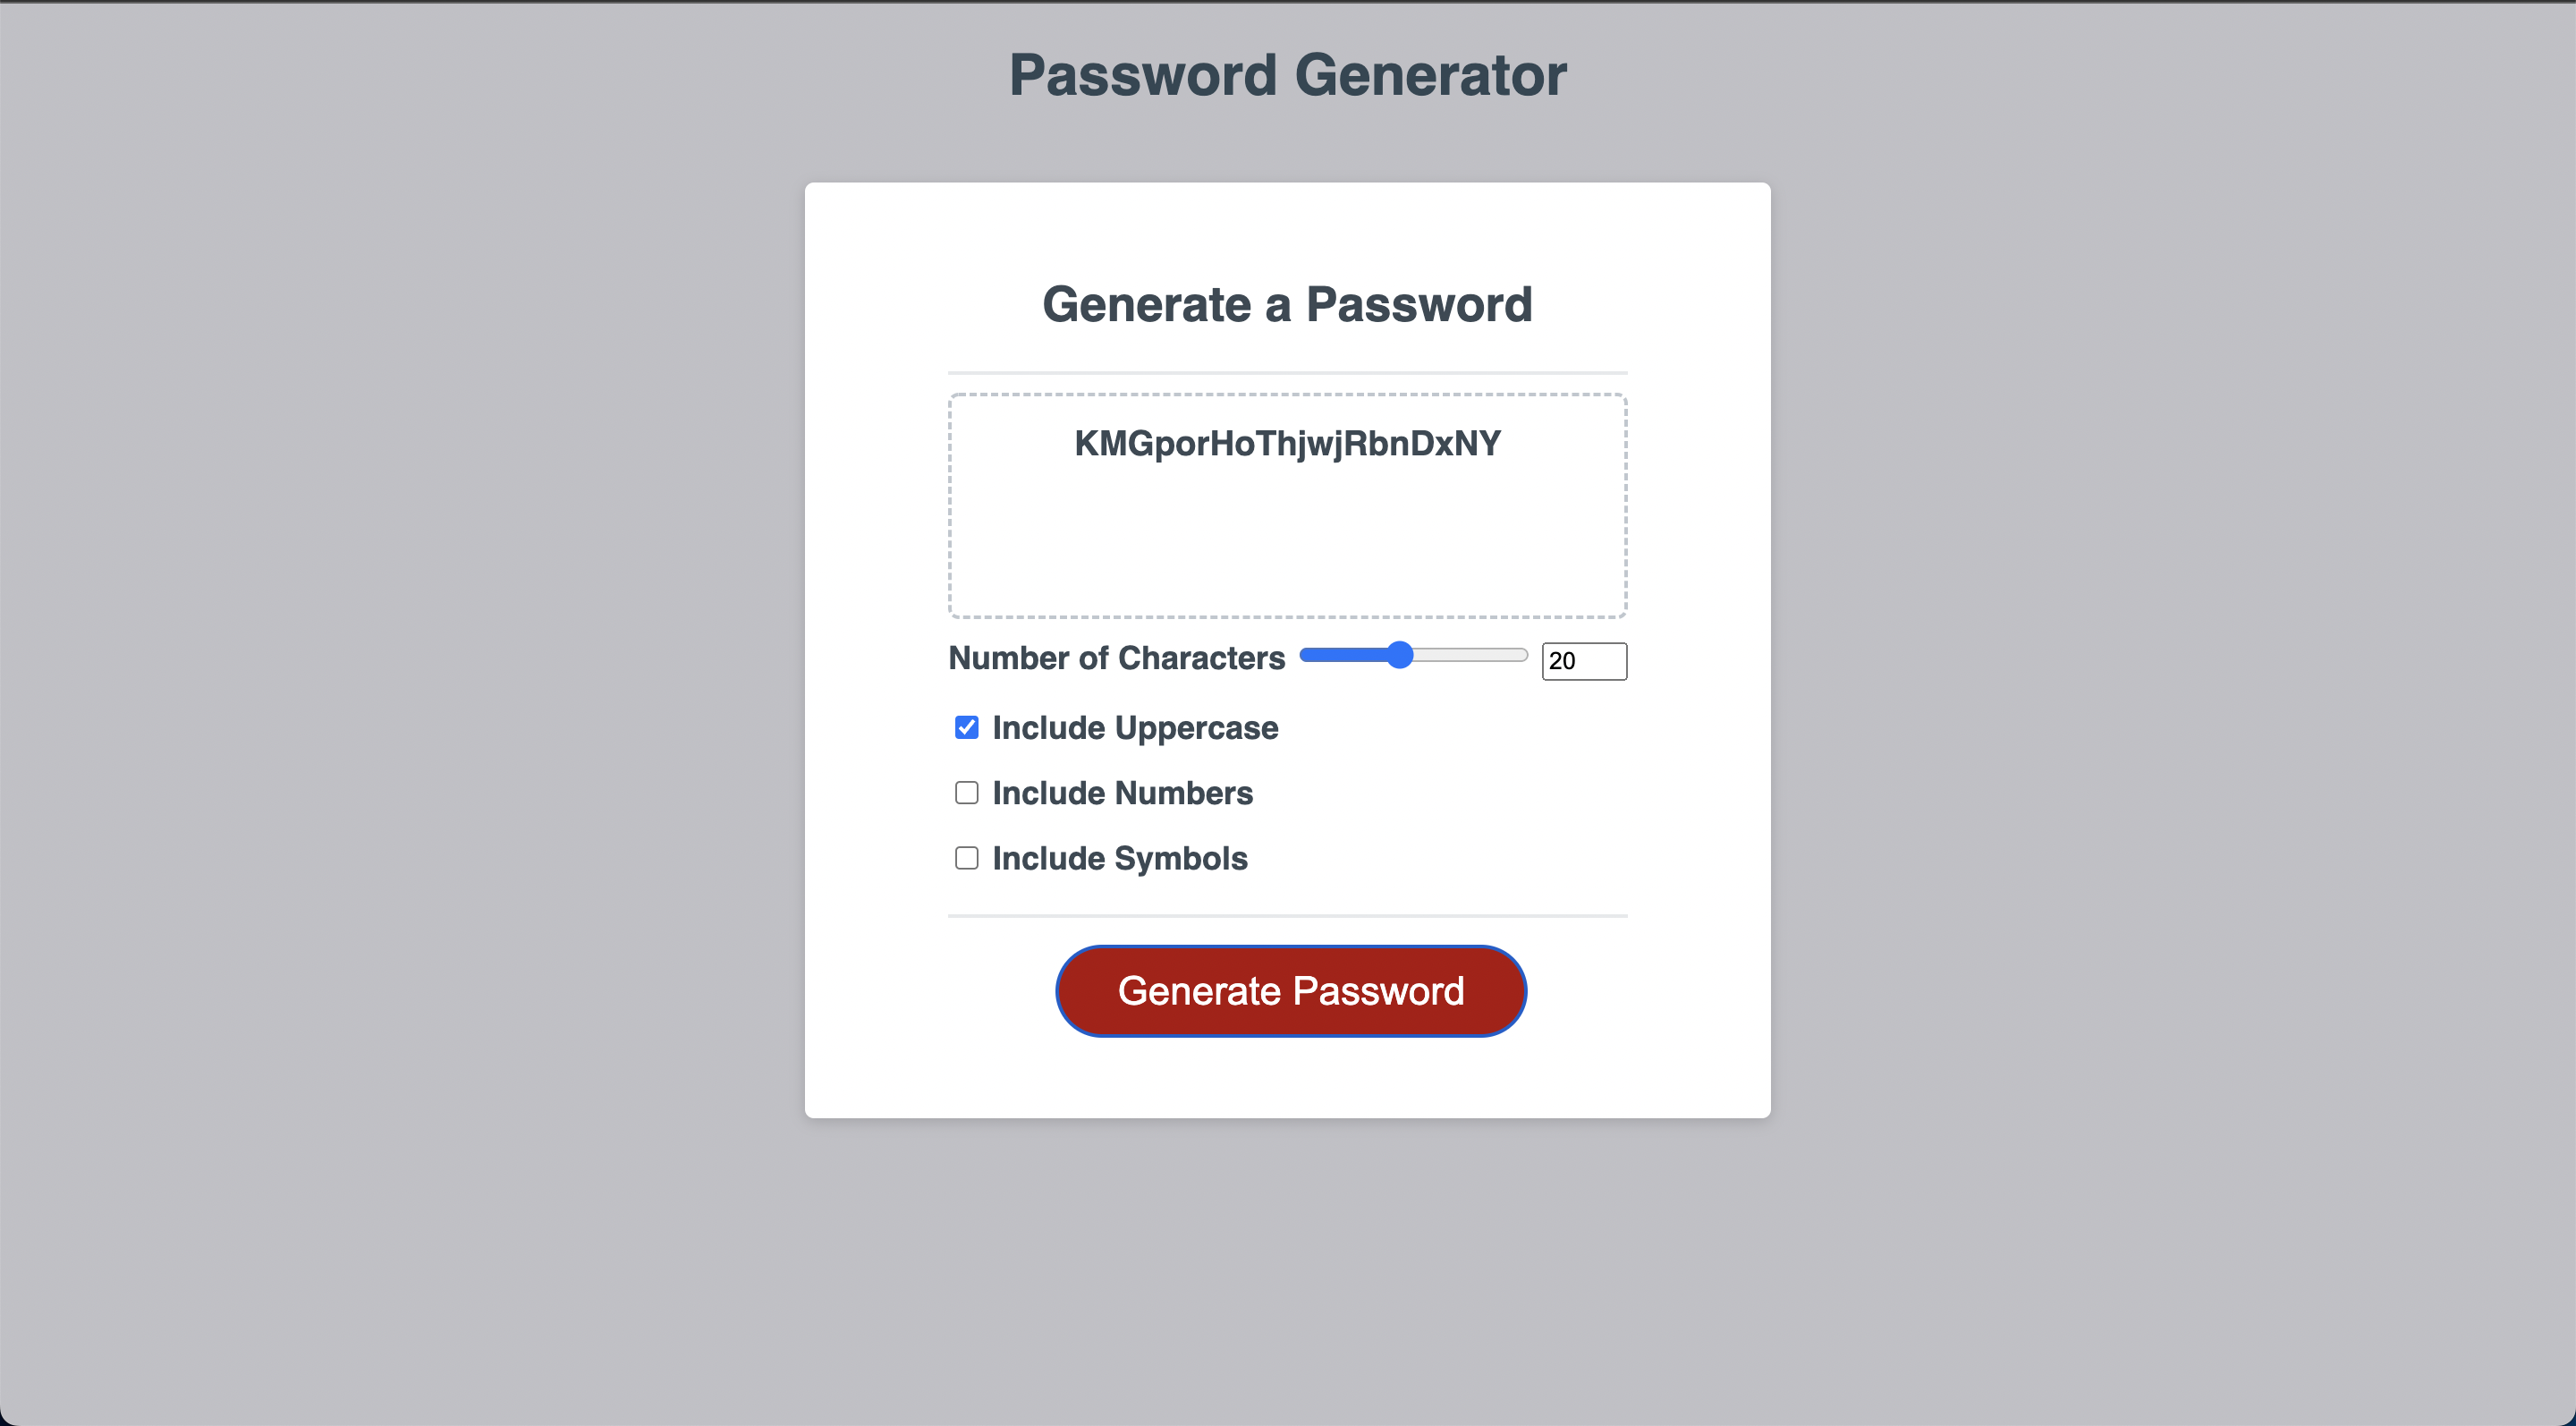 Password Generator
Generate a Password
KMGporHoThjwjRbnDxNY
Number of Characters 20
Include Uppercase
Include Numbers
Include Symbols
Generate Password